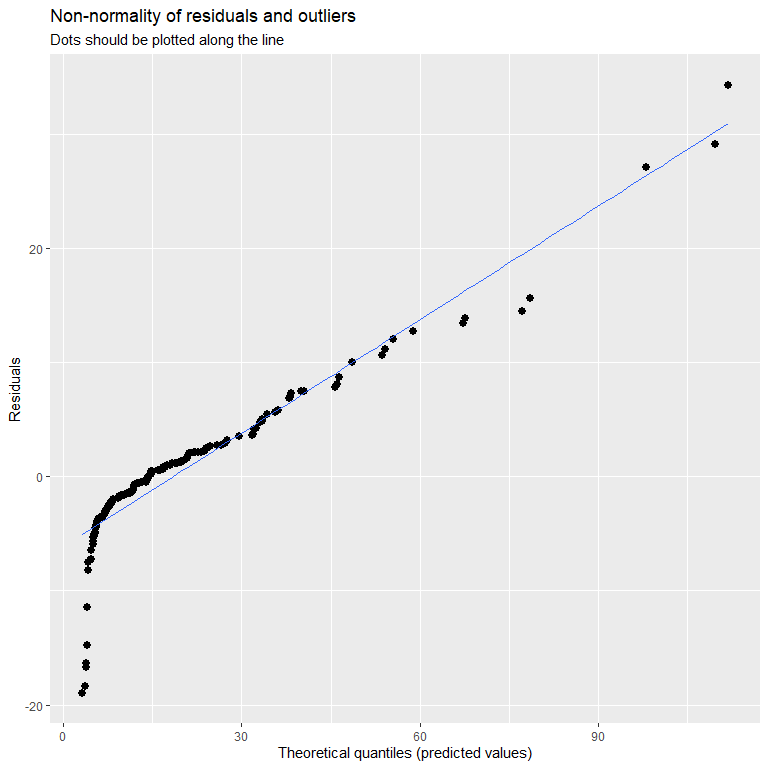 Non-normality of residuals and outliers
Dots should be plotted along the line
Residuals
20
0
-20
0 30 60 90
Theoretical quantiles (predicted values)